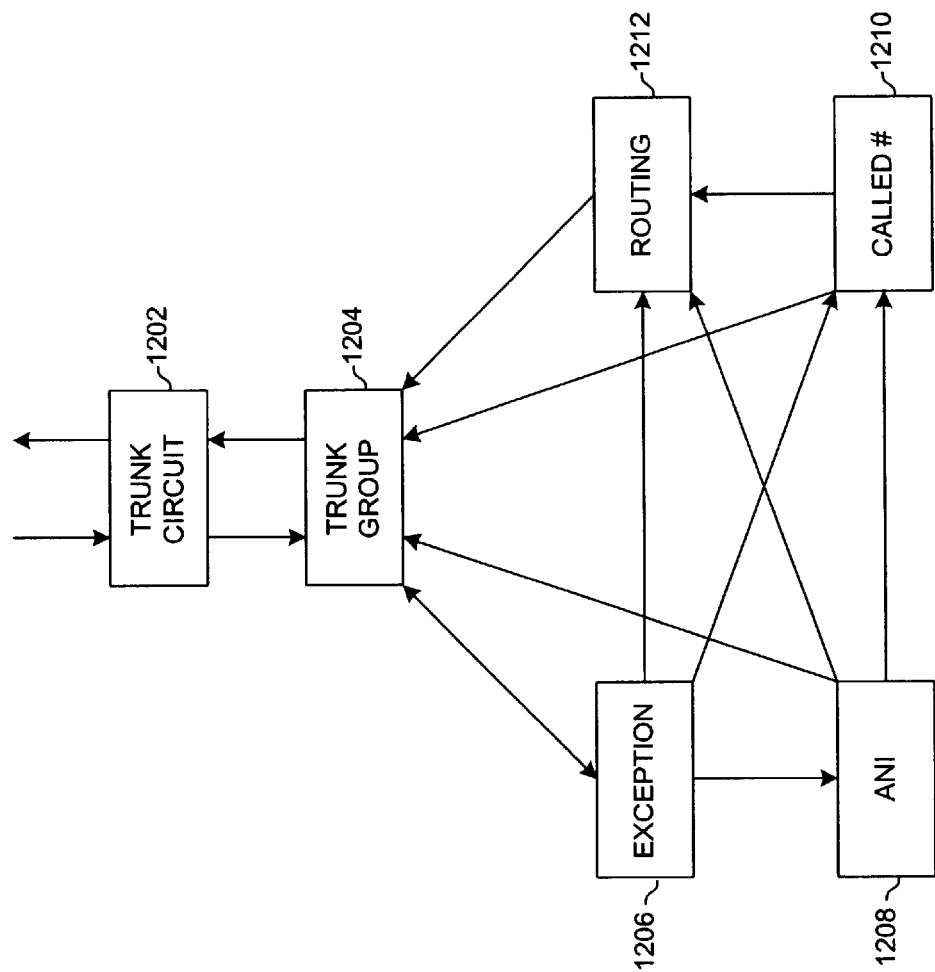 1202
TRUNK
CIRCUIT
1204
TRUNK
GROUP
1206
EXCEPTION
1212
ROUTING
1208
ANI
1210
CALLED #